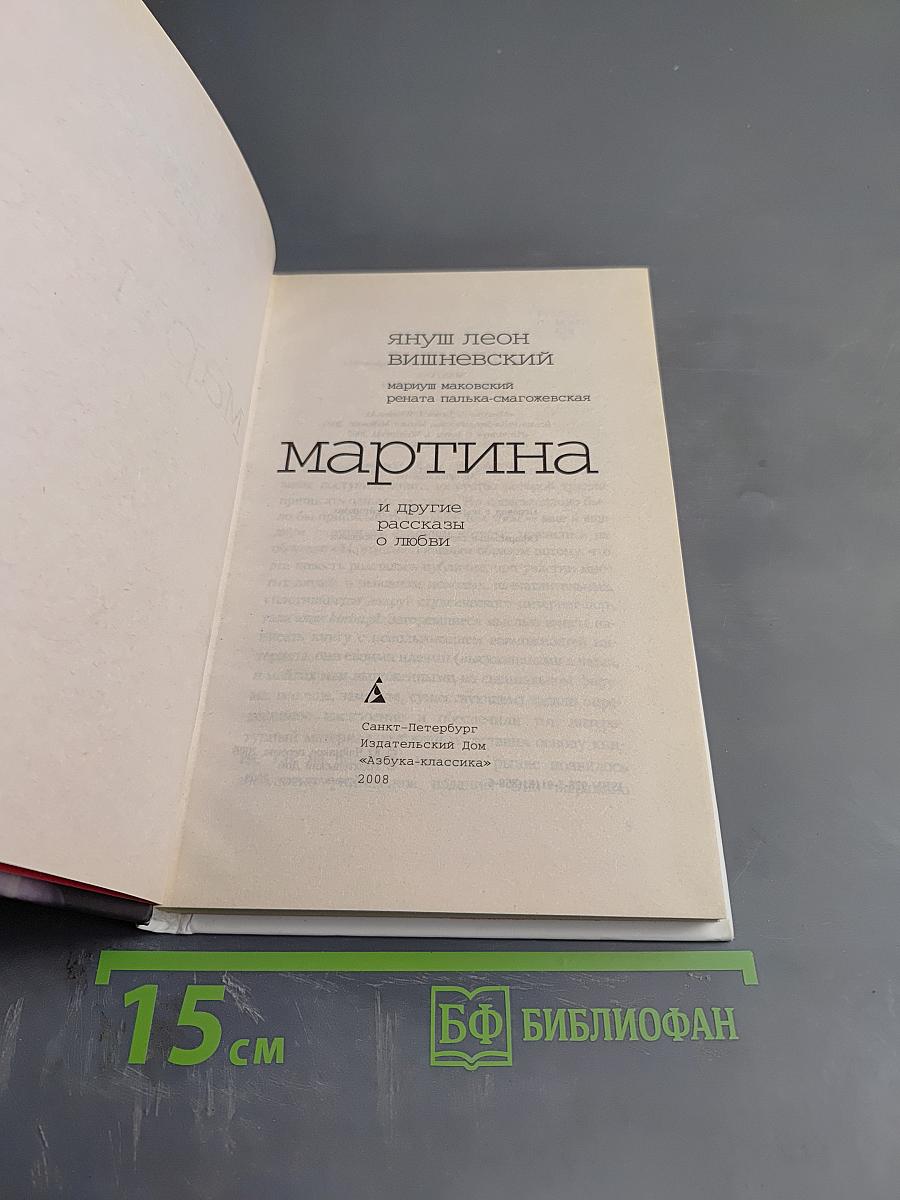 януш леон
вишневский
мариуш маковский
рената палька-смагожевская
мартина
и другие
рассказы
о любви
Санкт-Петербург
Издательский Дом
«Азбука-классика»
2008
15 см
БФ БИБЛИОФАН